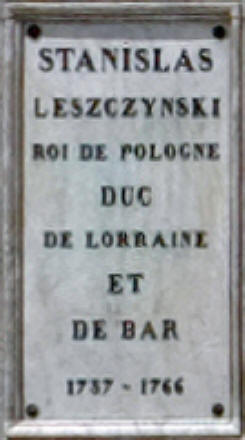 STANISLAS
LESZCZYNSKI
ROI DE POLOGNE
DUC
DE LORRAINE
ET
DE BAR
1737 - 1766